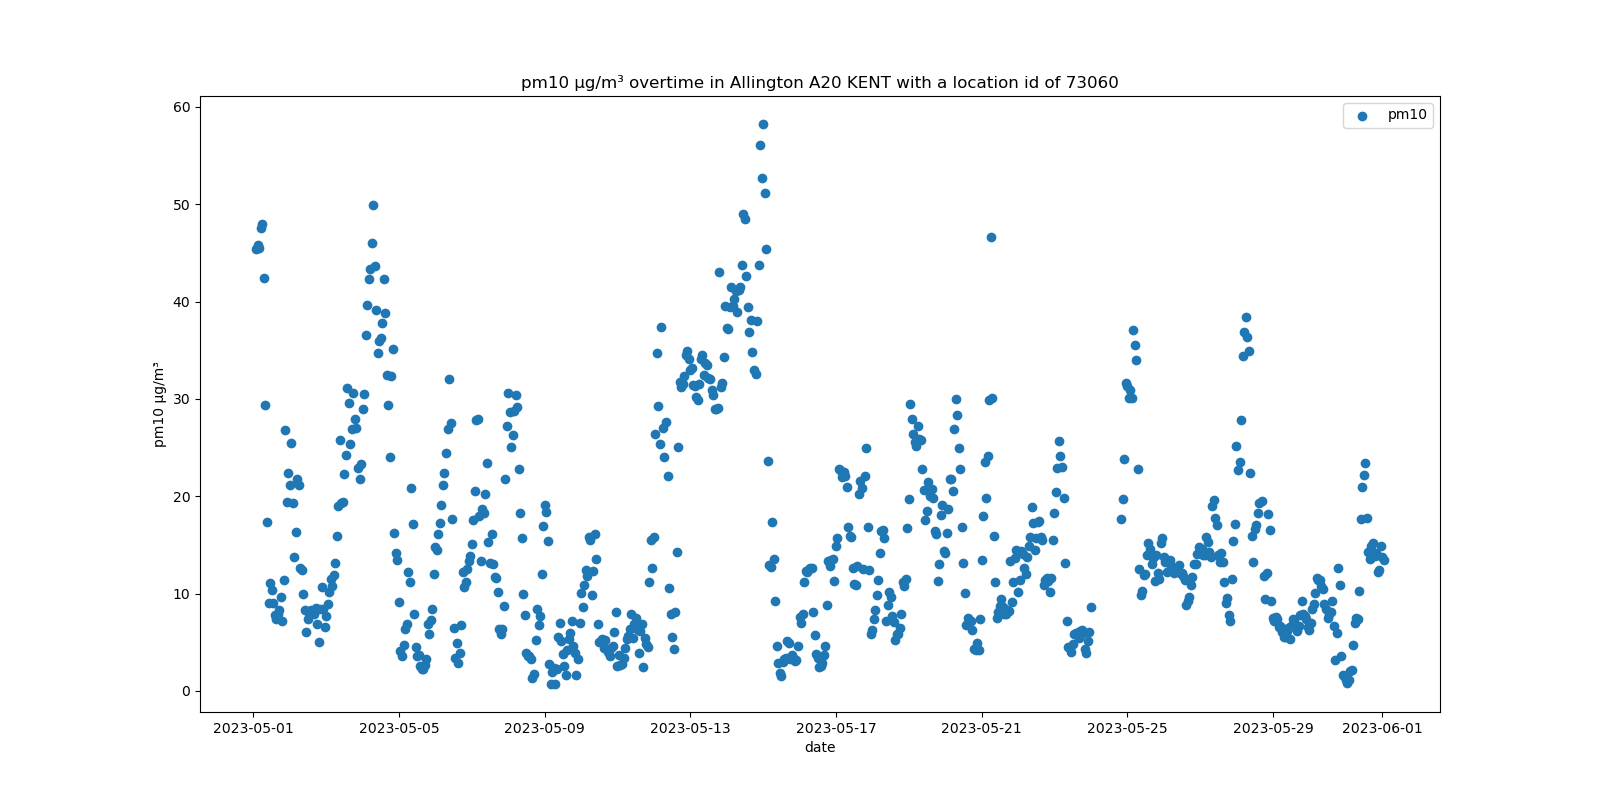 pm10 µg/m³ overtime in Allington A20 KENT with a location id of 73060
pm10
60
50
40
30
20
10
0
pm10 µg/m³
2023-05-01 2023-05-05 2023-05-09 2023-05-13 2023-05-17 2023-05-21 2023-05-25 2023-05-29 2023-06-01
date